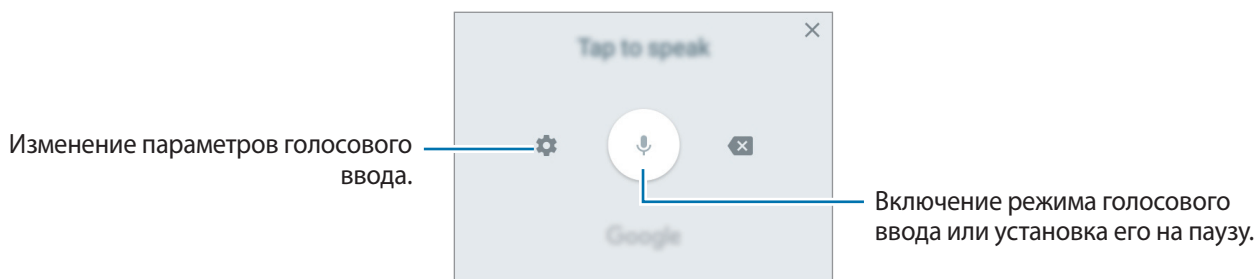 Tap to speak
Изменение параметров голосового
ввода.
Включение режима голосового
ввода или установка его на паузу.
Google